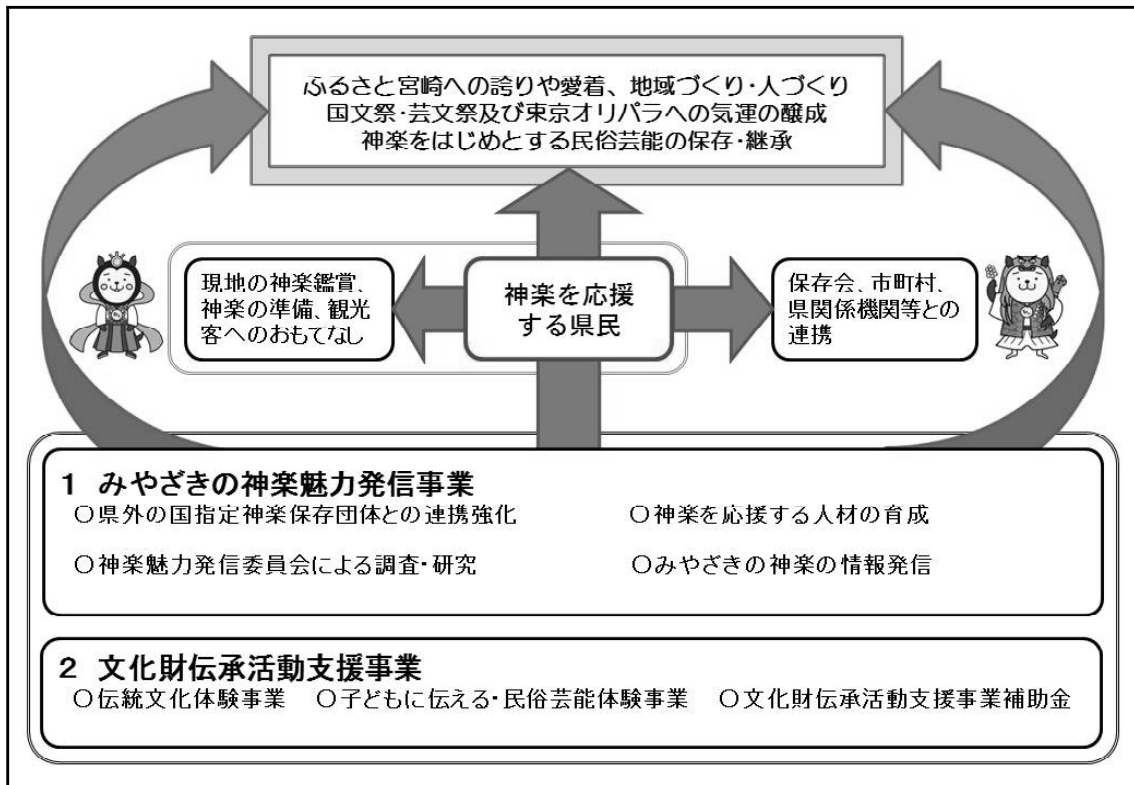 ふるさと宮崎への誇りや愛着、地域づくり・人づくり
国文祭・芸文祭及び東京オリパラへの気運の醸成
神楽をはじめとする民俗芸能の保存・継承
現地の神楽鑑賞、
神楽の準備、観光
客へのおもてなし
神楽を応援
する県民
保存会、市町村、
県関係機関等との
連携
1 みやざきの神楽魅力発信事業
○県外の国指定神楽保存団体との連携強化 ○神楽を応援する人材の育成
○神楽魅力発信委員会による調査・研究 ○みやざきの神楽の情報発信
2 文化財伝承活動支援事業
○伝統文化体験事業 ○子どもに伝える・民俗芸能体験事業 ○文化財伝承活動支援事業補助金